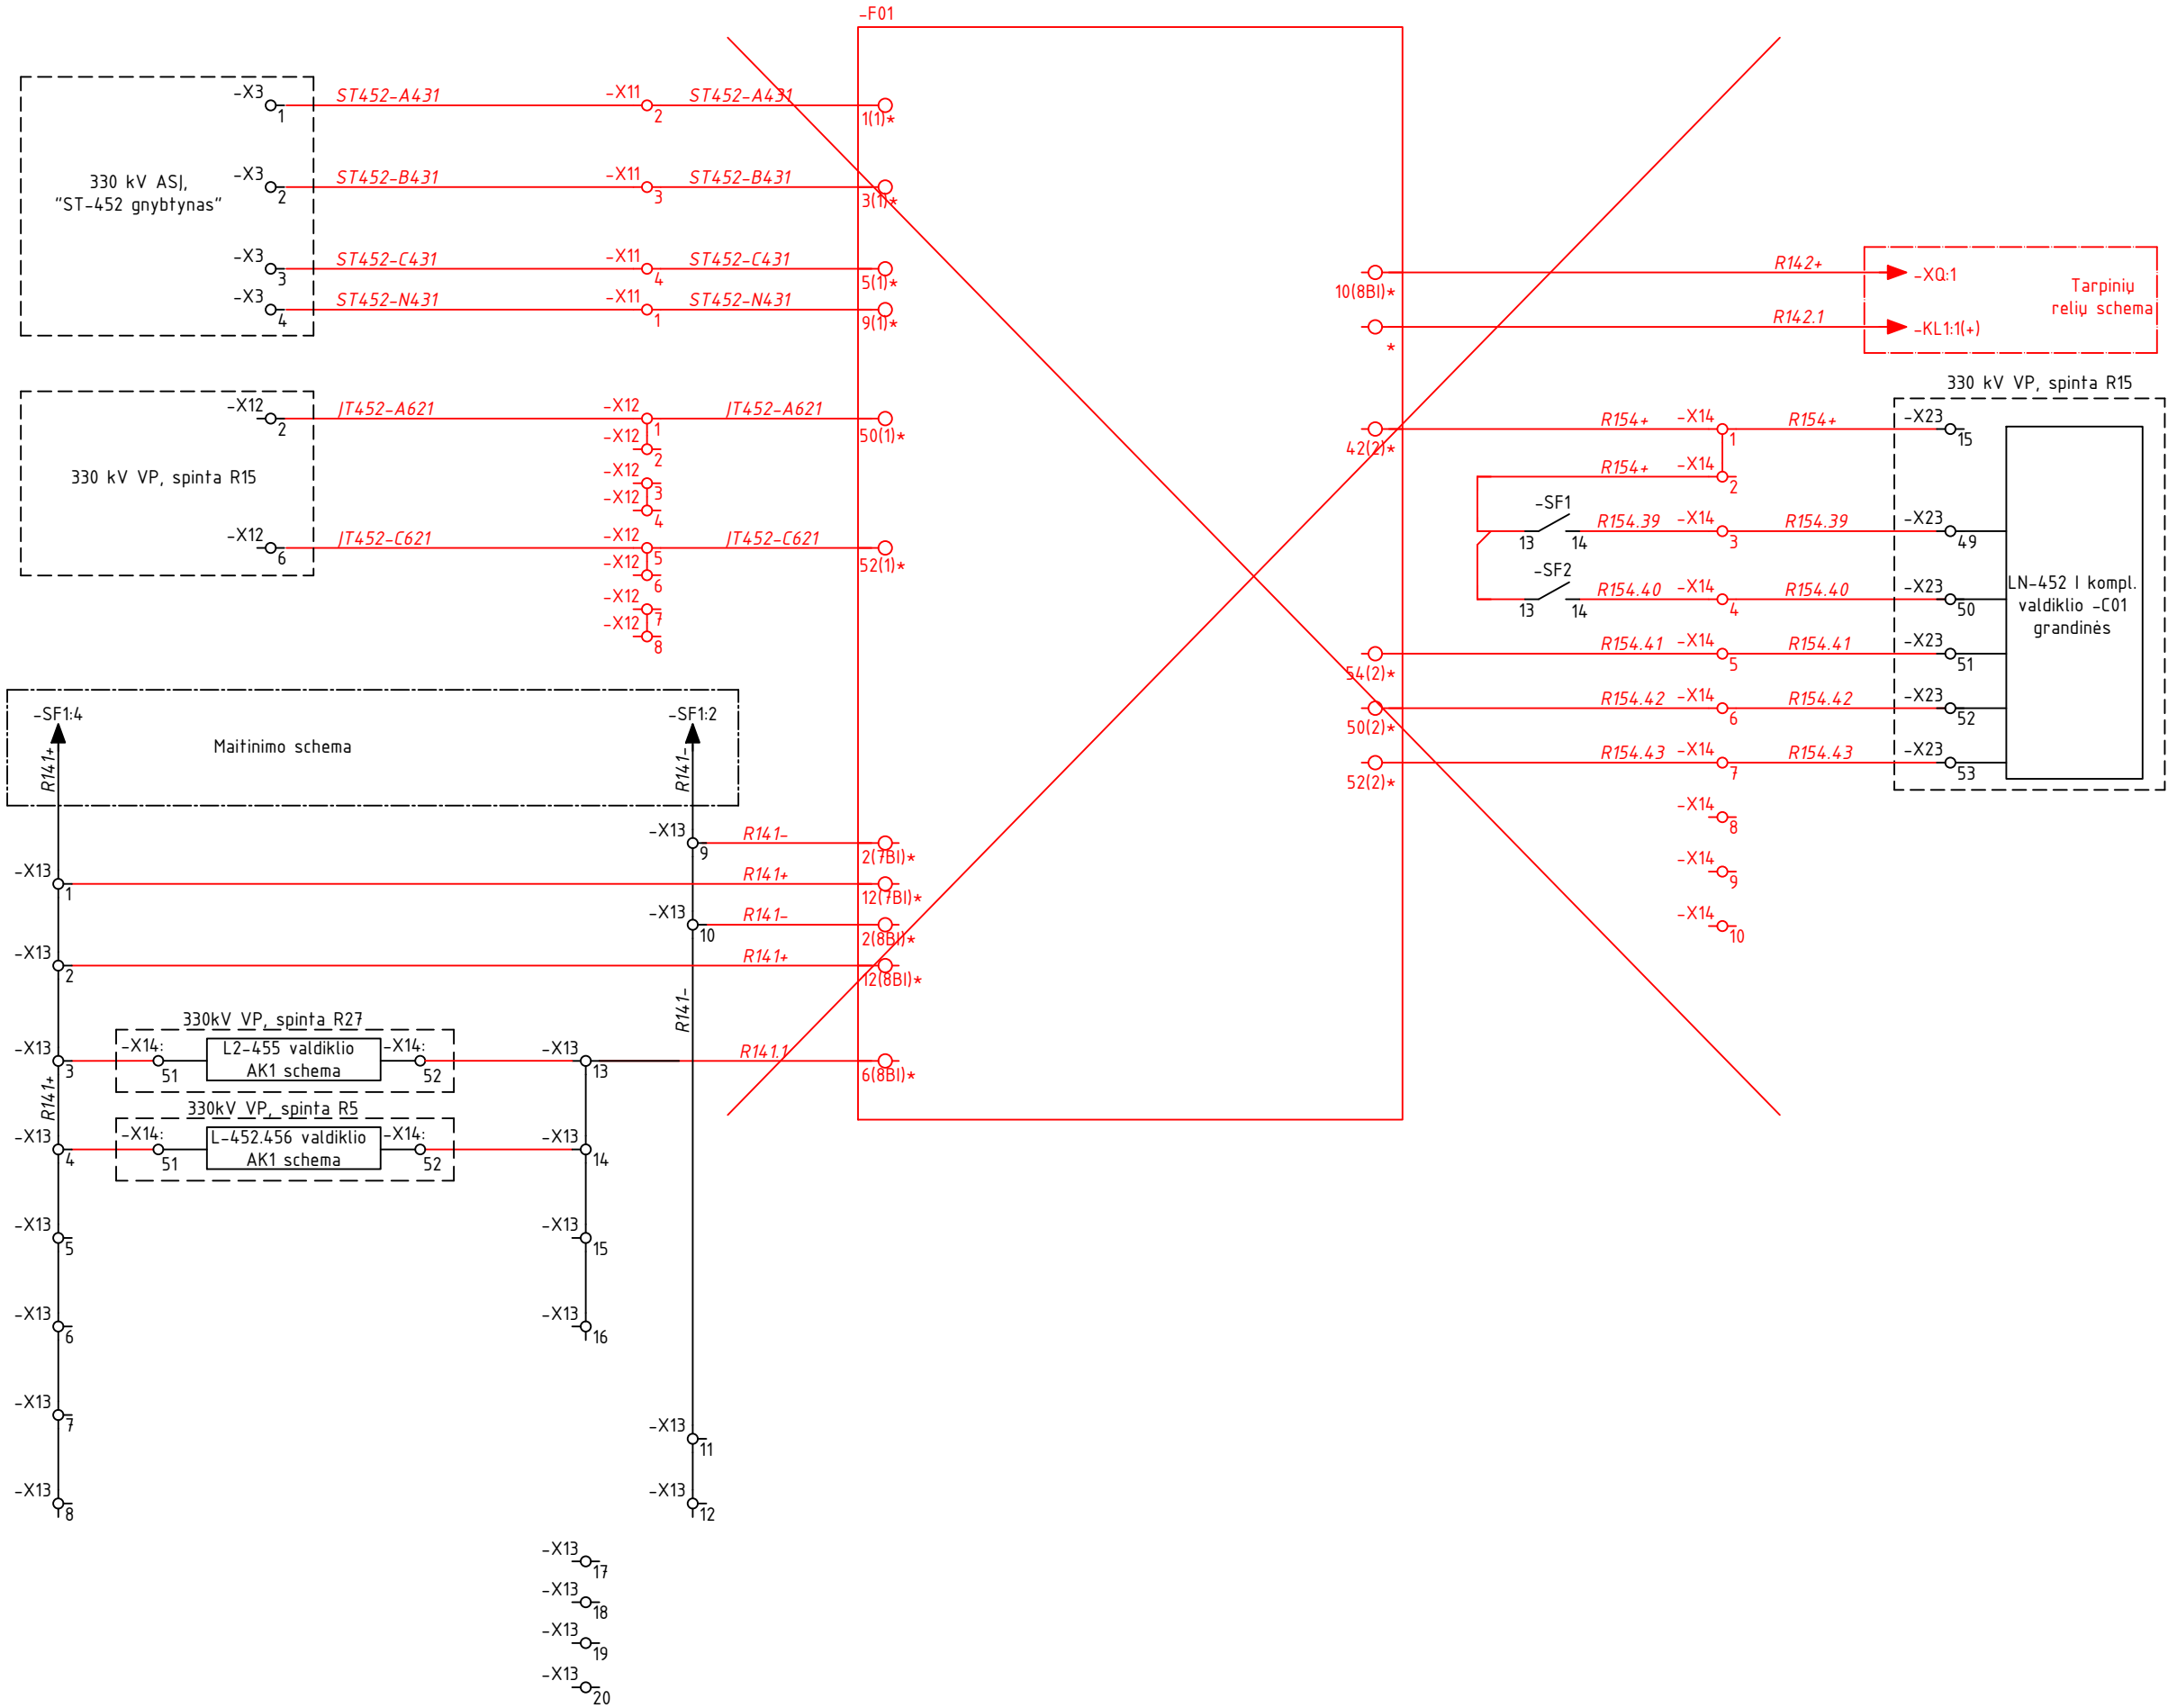 -F01
-X3
1
ST452-A431
-X11
2
ST452-A431
1(1)*
330 kV ASĮ,
"ST-452 gnybtynas"
-X3
2
ST452-B431
-X11
3
ST452-B431
3(1)*
-X3
3
ST452-C431
-X11
4
ST452-C431
5(1)*
-X3
4
ST452-N431
-X11
1
ST452-N431
9(1)*
10(8BI)*
R142+
-XQ:1
*
R142.1
-KL1:1(+)
Tarpinių
relių schema
330 kV VP, spinta R15
-X12
2
ĮT452-A621
-X12
1
ĮT452-A621
50(1)*
-X12
2
-X12
3
-X12
4
330 kV VP, spinta R15
-X12
6
ĮT452-C621
-X12
5
ĮT452-C621
52(1)*
-X12
6
-X12
7
-X12
8
42(2)*
R154+
-X14
1
R154+
-X23
15
R154+
-X14
2
-SF1
13
14
R154.39
-X14
3
R154.39
-X23
49
-SF2
13
14
R154.40
-X14
4
R154.40
-X23
50
LN-452 I kompl.
valdiklio -C01
grandinės
54(2)*
R154.41
-X14
5
R154.41
-X23
51
50(2)*
R154.42
-X14
6
R154.42
-X23
52
52(2)*
R154.43
-X14
7
R154.43
-X23
53
-X14
8
-X14
9
-X14
10
-SF1:4
R141+
Maitinimo schema
-SF1:2
R141-
-X13
9
R141-
2(7BI)*
-X13
1
R141+
12(7BI)*
-X13
10
R141-
2(8BI)*
-X13
2
R141+
12(8BI)*
R141-
330kV VP, spinta R27
-X13
3
-X14:
51
L2-455 valdiklio
AK1 schema
-X14:
52
-X13
13
R141.1
6(8BI)*
R141+
330kV VP, spinta R5
-X13
4
-X14:
51
L-452.456 valdiklio
AK1 schema
-X14:
52
-X13
14
-X13
5
-X13
15
-X13
6
-X13
16
-X13
7
-X13
11
-X13
8
-X13
12
-X13
17
-X13
18
-X13
19
-X13
20